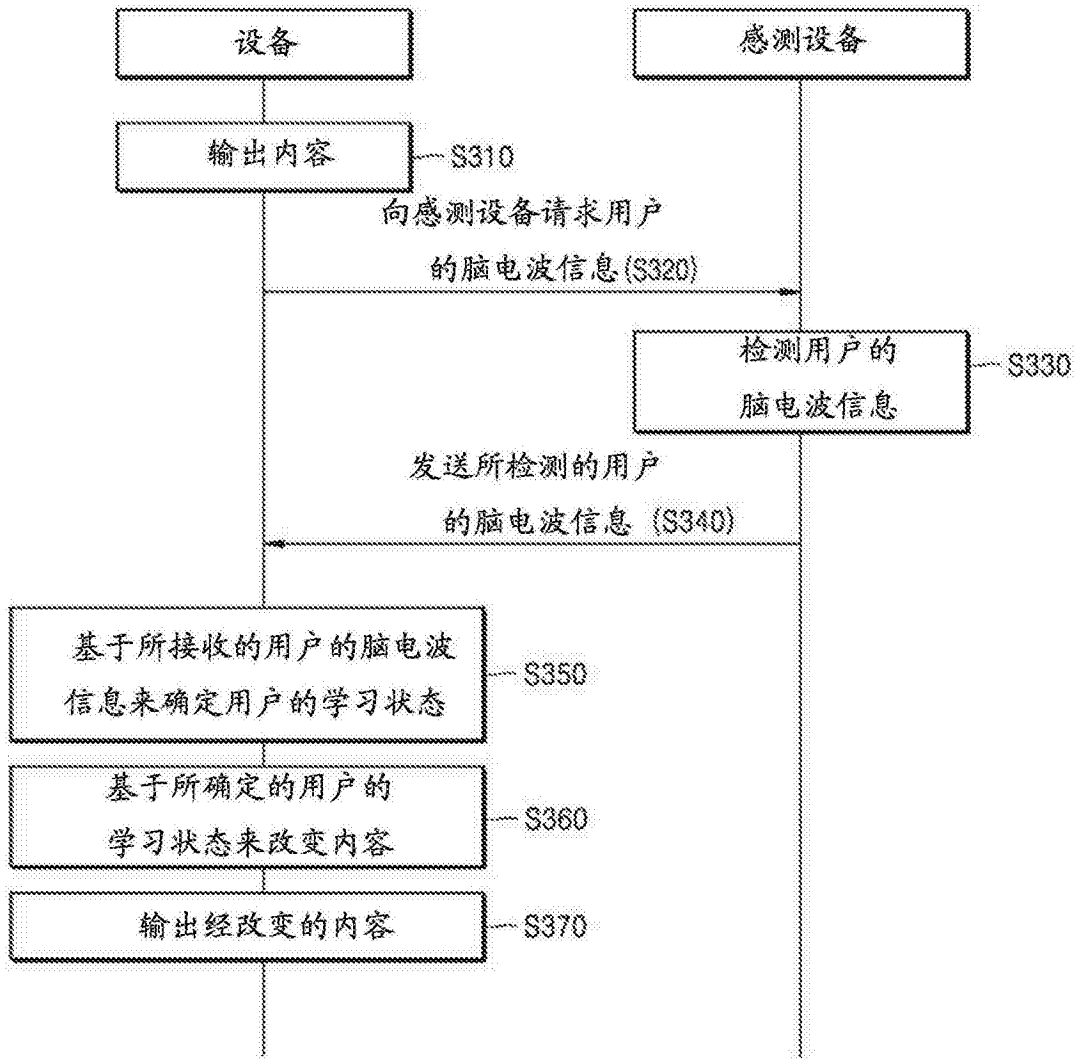 设备
感测设备
输出内容
S310
向感测设备请求用户
的脑电波信息(S320)
检测用户的
脑电波信息
S330
发送所检测的用户
的脑电波信息 (S340)
基于所接收的用户的脑电波
信息来确定用户的学习状态
S350
基于所确定的用户的
学习状态来改变内容
S360
输出经改变的内容
S370